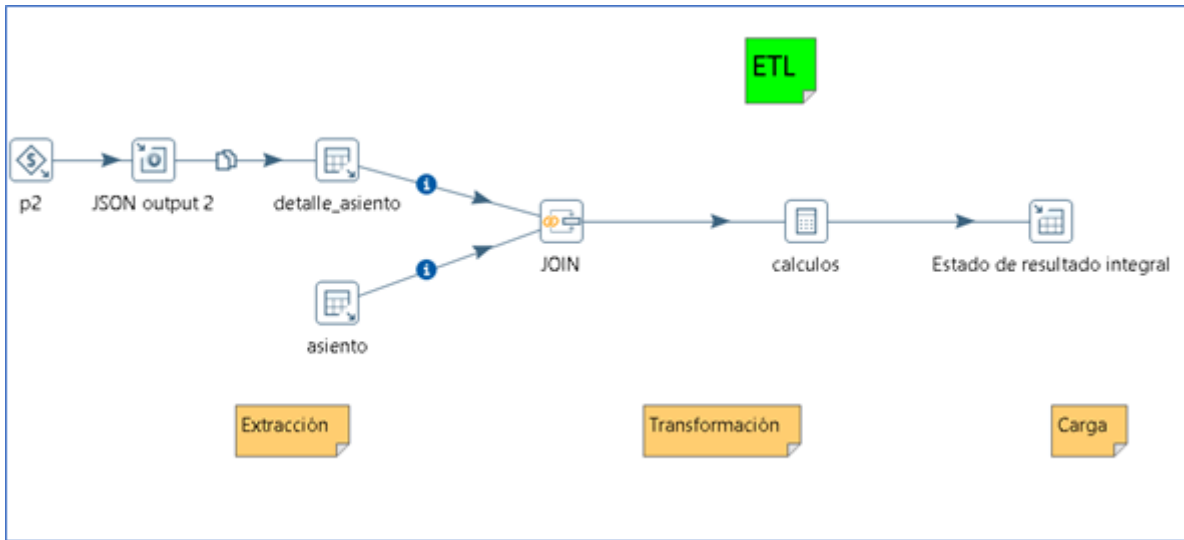 ETL
p2
JSON output 2
detalle_asiento
JOIN
calculos
Estado de resultado integral
asiento
Extracción
Transformación
Carga